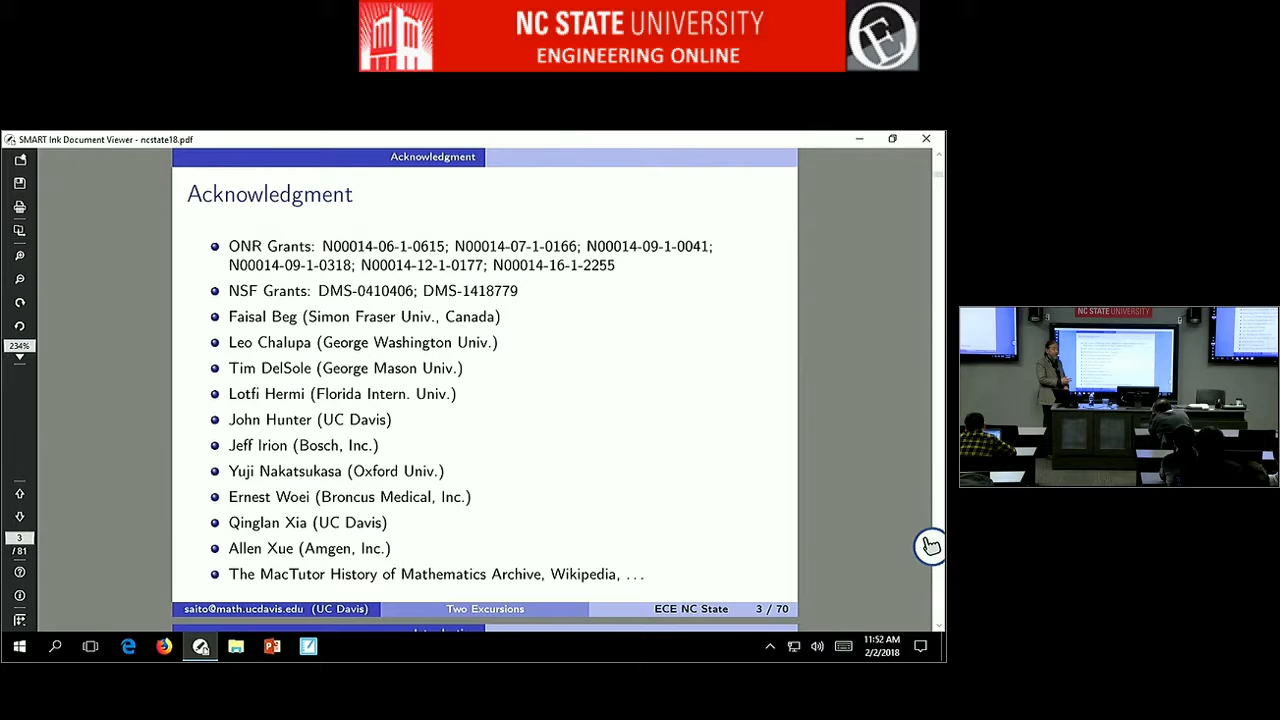 NC STATE UNIVERSITY
ENGINEERING ONLINE
SMART Ink Document Viewer - ncstate18.pdf
Acknowledgment
Acknowledgment
ONR Grants: N00014-06-1-0615; N00014-07-1-0166; N00014-09-1-0041;
N00014-09-1-0318; N00014-12-1-0177; N00014-16-1-2255
NSF Grants: DMS-0410406; DMS-1418779
Faisal Beg (Simon Fraser Univ., Canada)
Leo Chalupa (George Washington Univ.)
Tim DelSole (George Mason Univ.)
Lotfi Hermi (Florida Intern. Univ.)
John Hunter (UC Davis)
Jeff Irion (Bosch, Inc.)
Yuji Nakatsukasa (Oxford Univ.)
Ernest Woei (Broncus Medical, Inc.)
Qinglan Xia (UC Davis)
Allen Xue (Amgen, Inc.)
The MacTutor History of Mathematics Archive, Wikipedia, ...
saito@math.ucdavis.edu (UC Davis) Two Excursions ECE NC State 3 / 70
234%
3
/ 81
11:52 AM
2/2/2018
NC STATE UNIVERSITY